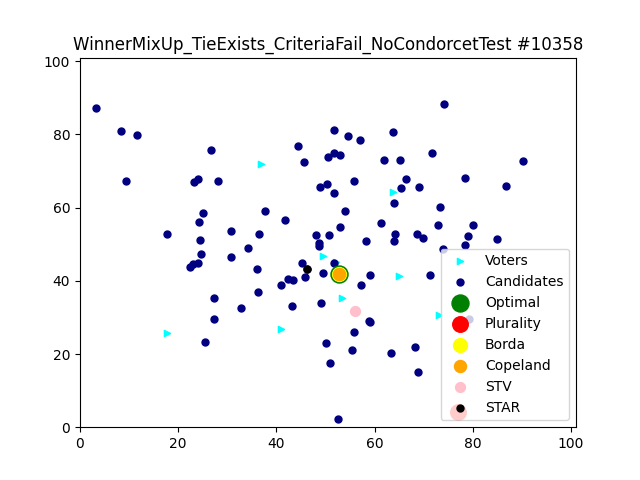 WinnerMixUp_TieExists_CriteriaFail_NoCondorcetTest #10358
100
80
60
40
20
0
0 20 40 60 80 100
Voters
Candidates
Optimal
Plurality
Borda
Copeland
STV
STAR